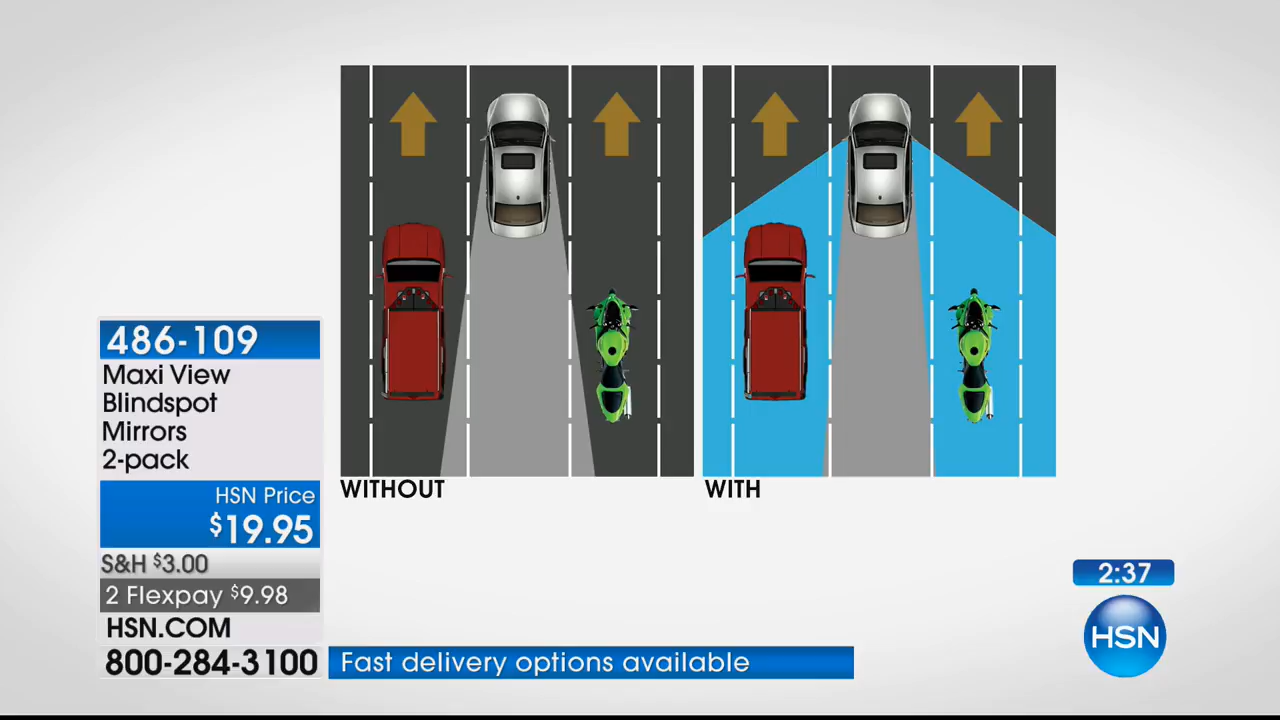 486-109
Maxi View
Blindspot
Mirrors
2-pack
HSN Price
$19.95
S&H $3.00
2 Flexpay $9.98
HSN.COM
800-284-3100
WITHOUT
WITH
2:37
HSN
Fast delivery options available